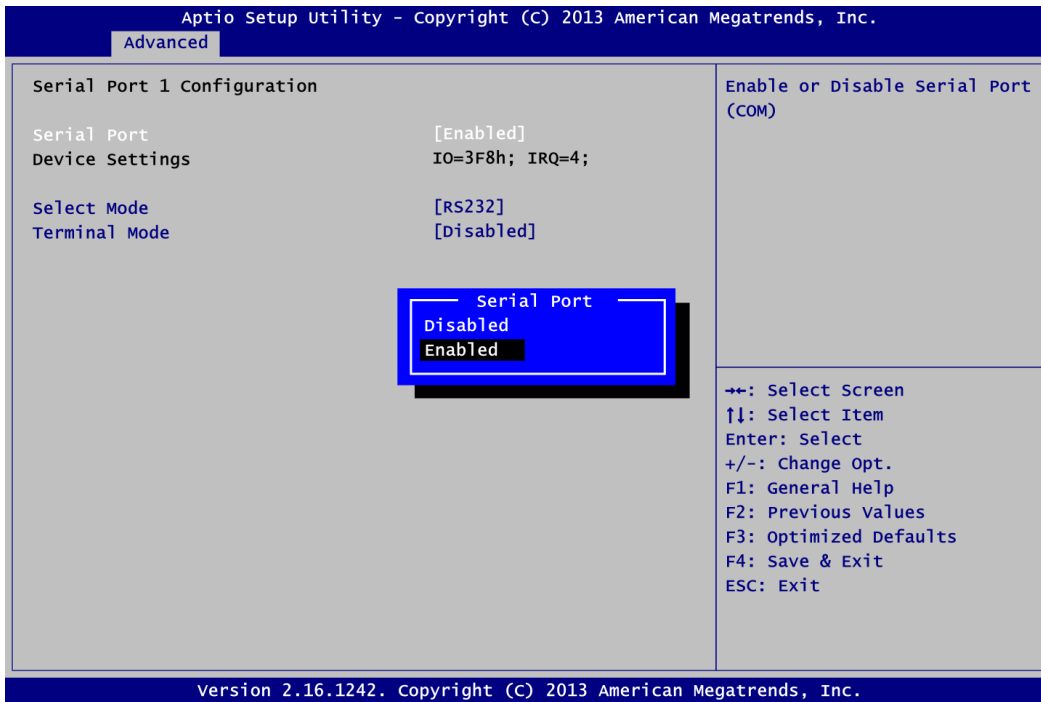 Aptio Setup Utility - Copyright (C) 2013 American Megatrends, Inc.
Advanced
Serial Port 1 Configuration
Serial Port [Enabled]
Device Settings IO=3F8h; IRQ=4;
Select Mode [RS232]
Terminal Mode [Disabled]
Serial Port
Disabled
Enabled
Enable or Disable Serial Port
(COM)
→←: Select Screen
↑↓: Select Item
Enter: Select
+/-: Change Opt.
F1: General Help
F2: Previous Values
F3: Optimized Defaults
F4: Save & Exit
ESC: Exit
Version 2.16.1242. Copyright (C) 2013 American Megatrends, Inc.